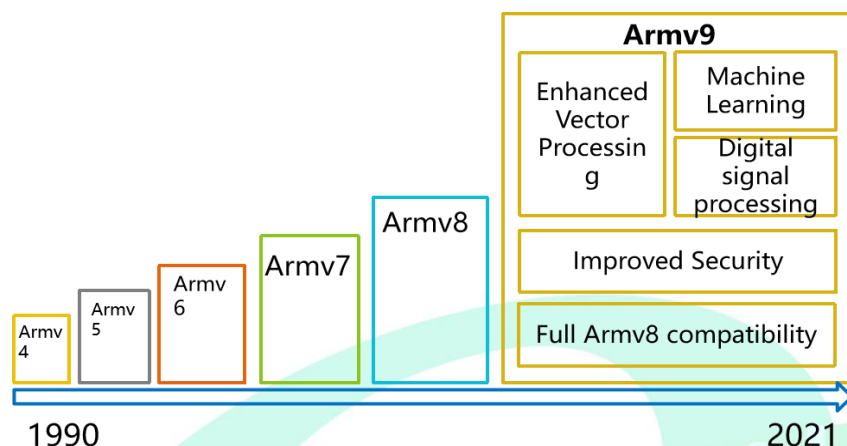 Armv9
Enhanced
Vector
Processin
g
Machine
Learning
Digital
signal
processing
Improved Security
Full Armv8 compatibility
Armv8
Armv7
Armv
6
Armv
5
Armv
4
1990
2021